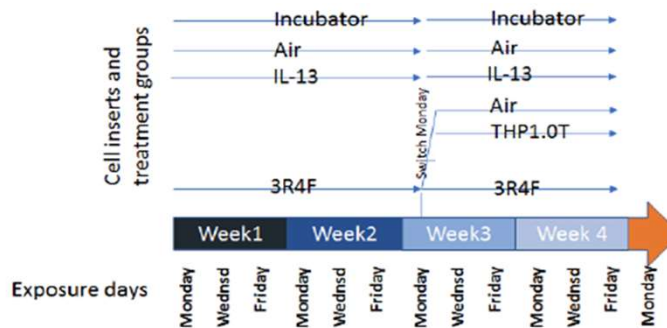 Cell inserts and
treatment groups
Incubator Incubator
Air Air
IL-13 IL-13
Switch Monday
Air
THP1.0T
3R4F 3R4F
Week1 Week2 Week3 Week 4
Exposure days
Monday Wednsd Friday Monday Wednsd Friday Monday Wednsd Friday Monday Wednsd Friday Monday